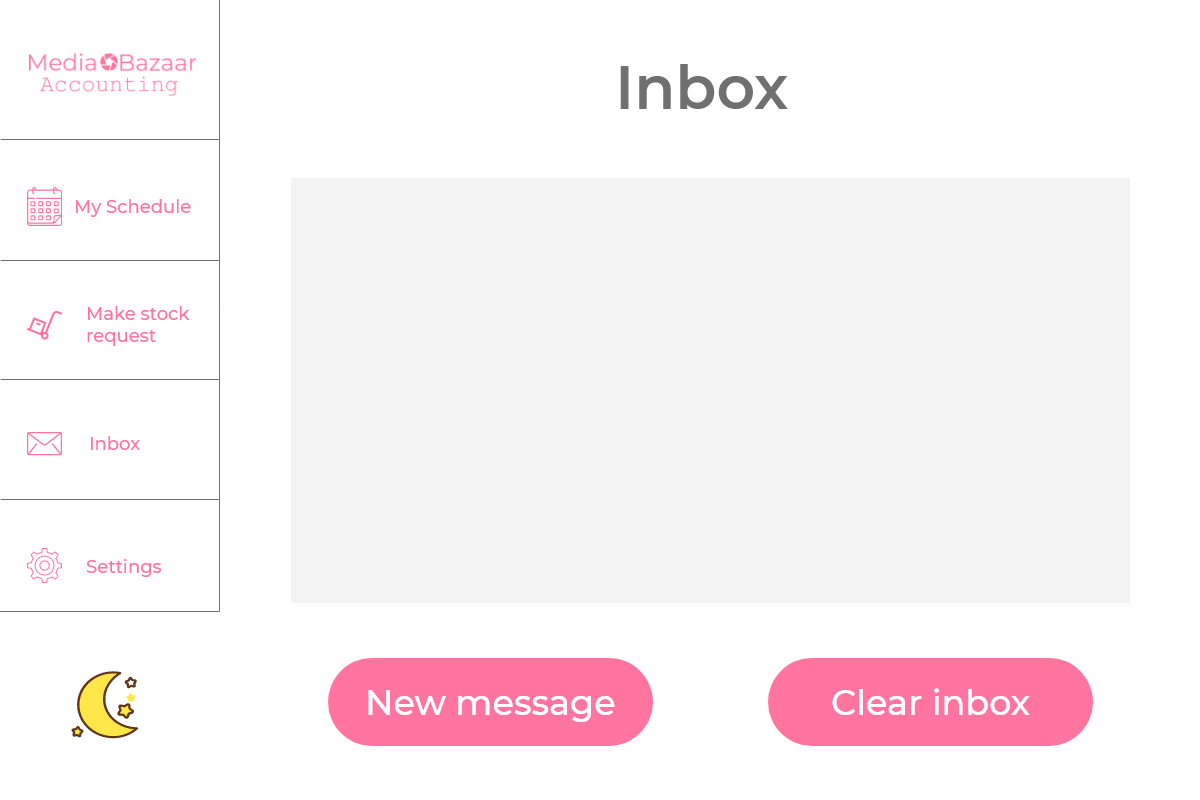 Media Bazaar
Accounting
My Schedule
Make stock
request
Inbox
Settings
Inbox
New message
Clear inbox